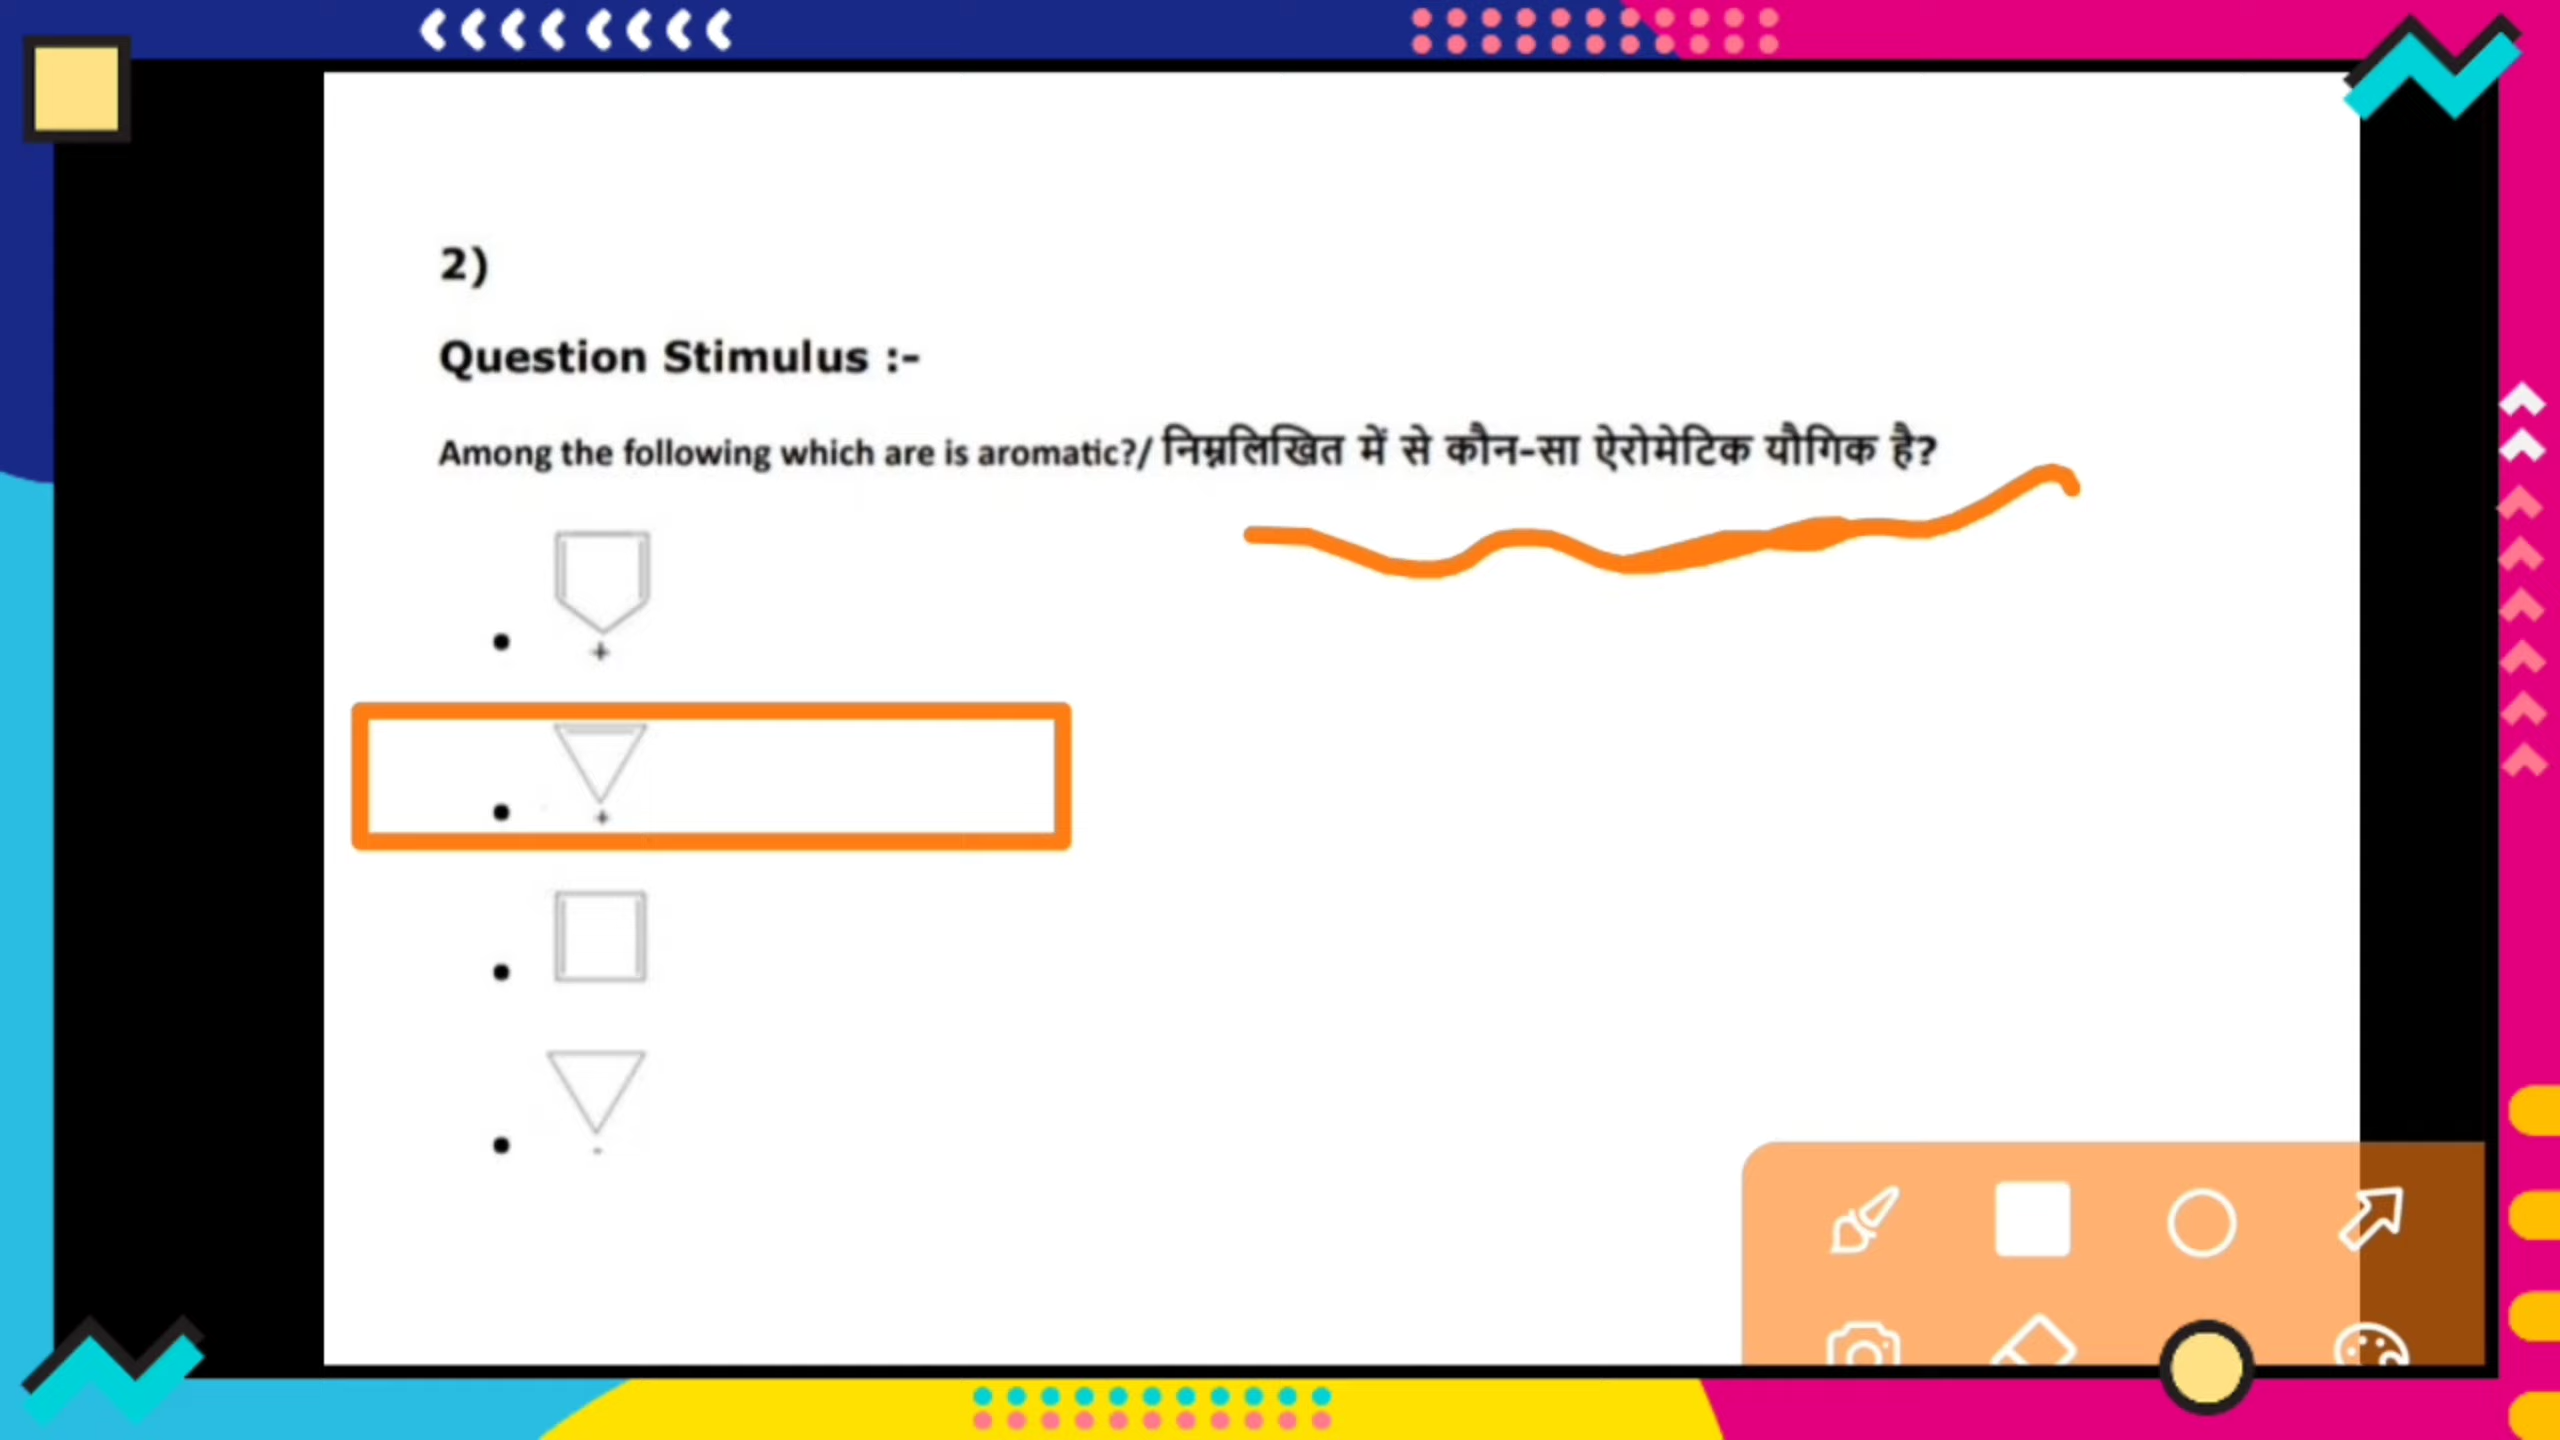 2)
Question Stimulus :-
Among the following which are is aromatic?/ निम्नलिखित में से कौन-सा ऐरोमेटिक यौगिक है?
+
+
-